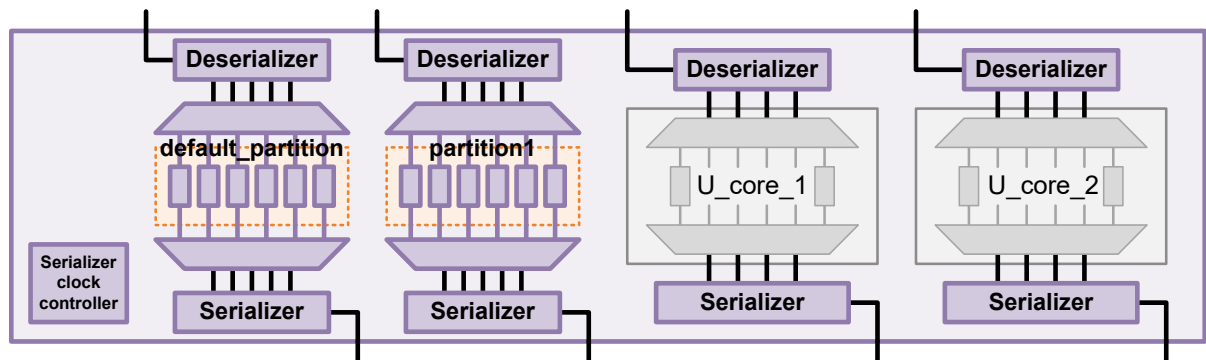 Deserializer
Deserializer
Deserializer
Deserializer
default_partition
partition1
U_core_1
U_core_2
Serializer
clock
controller
Serializer
Serializer
Serializer
Serializer